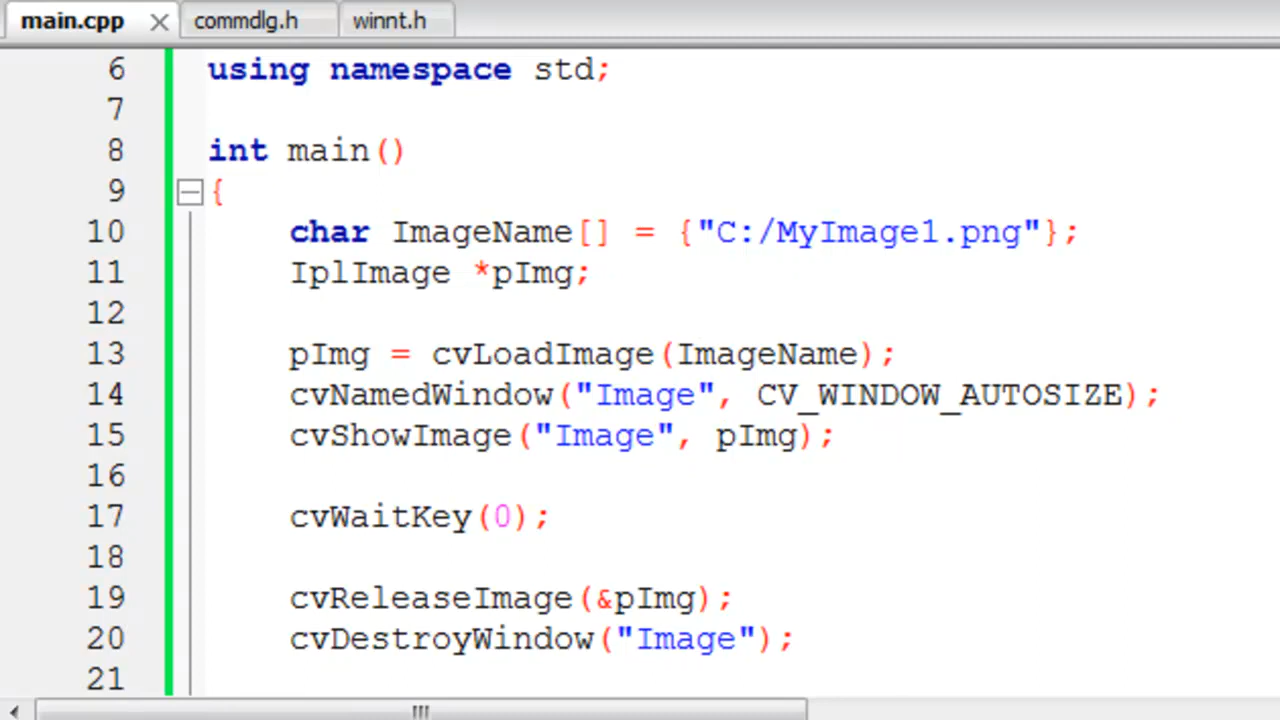 main.cpp commdlg.h winnt.h
6 using namespace std;
7
8 int main()
9 {
10 char ImageName[] = {"C:/MyImage1.png"};
11 IplImage *pImg;
12
13 pImg = cvLoadImage(ImageName);
14 cvNamedWindow("Image", CV_WINDOW_AUTOSIZE);
15 cvShowImage("Image", pImg);
16
17 cvWaitKey(0);
18
19 cvReleaseImage(&pImg);
20 cvDestroyWindow("Image");
21